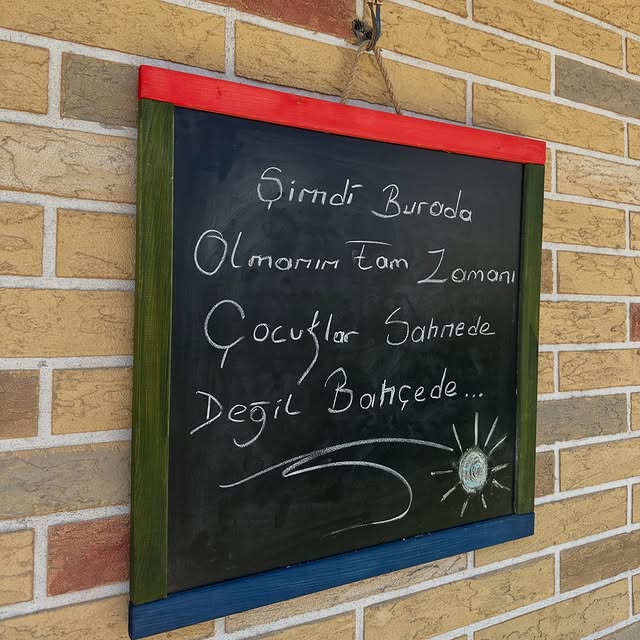 Şimdi Burada
Olmanın Tam Zamanı
Çocuklar Sahnede
Değil Bahçede...